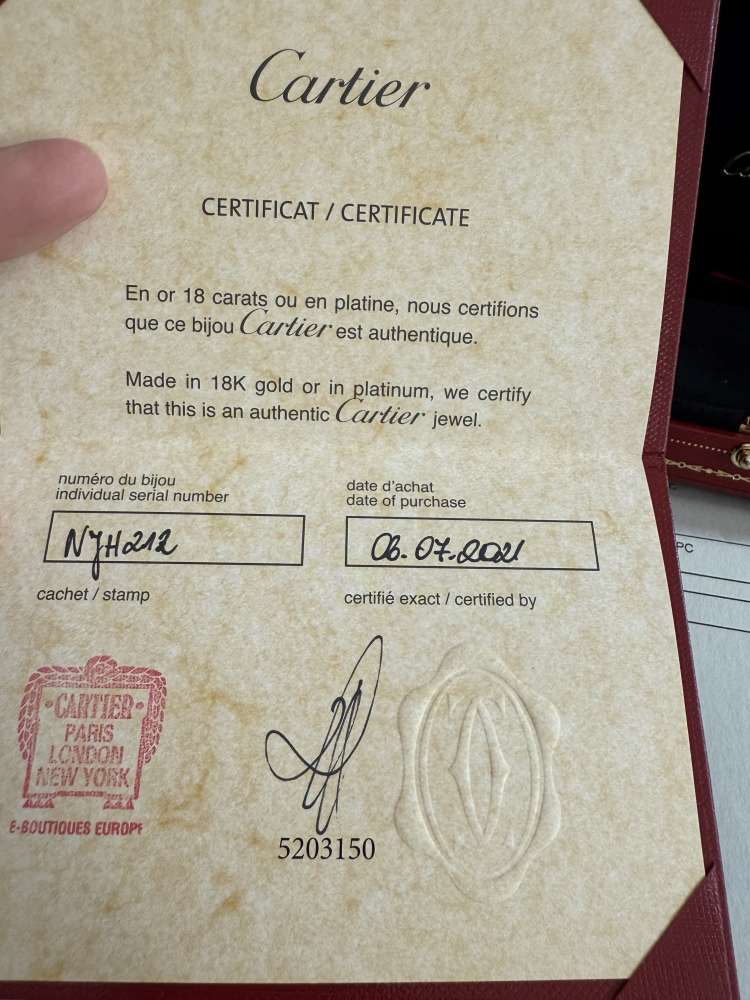 Cartier
CERTIFICAT / CERTIFICATE
En or 18 carats ou en platine, nous certifions
que ce bijou Cartier est authentique.
Made in 18K gold or in platinum, we certify
that this is an authentic Cartier jewel.
numéro du bijou
individual serial number
date d'achat
date of purchase
NJH212
06.07.2021
cachet / stamp
certifié exact / certified by
•CARTIER•
PARIS
LONDON
NEW YORK
E-BOUTIQUES EUROPE
5203150
PC